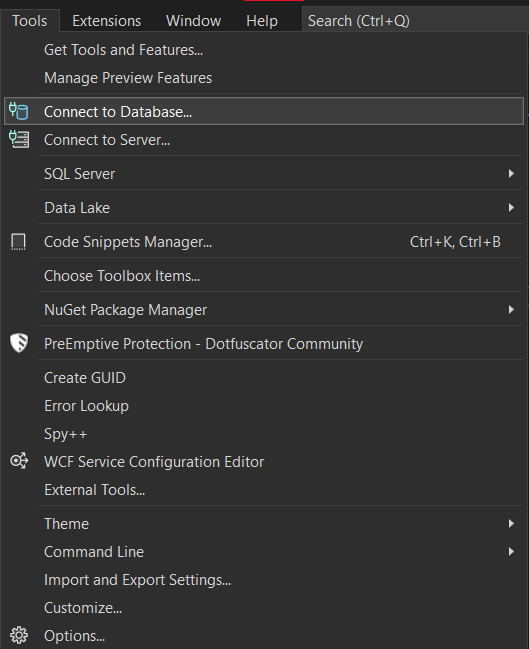 Tools Extensions Window Help Search (Ctrl+Q)
Get Tools and Features...
Manage Preview Features
Connect to Database...
Connect to Server...
SQL Server
Data Lake
Code Snippets Manager... Ctrl+K, Ctrl+B
Choose Toolbox Items...
NuGet Package Manager
PreEmptive Protection - Dotfuscator Community
Create GUID
Error Lookup
Spy++
WCF Service Configuration Editor
External Tools...
Theme
Command Line
Import and Export Settings...
Customize...
Options...